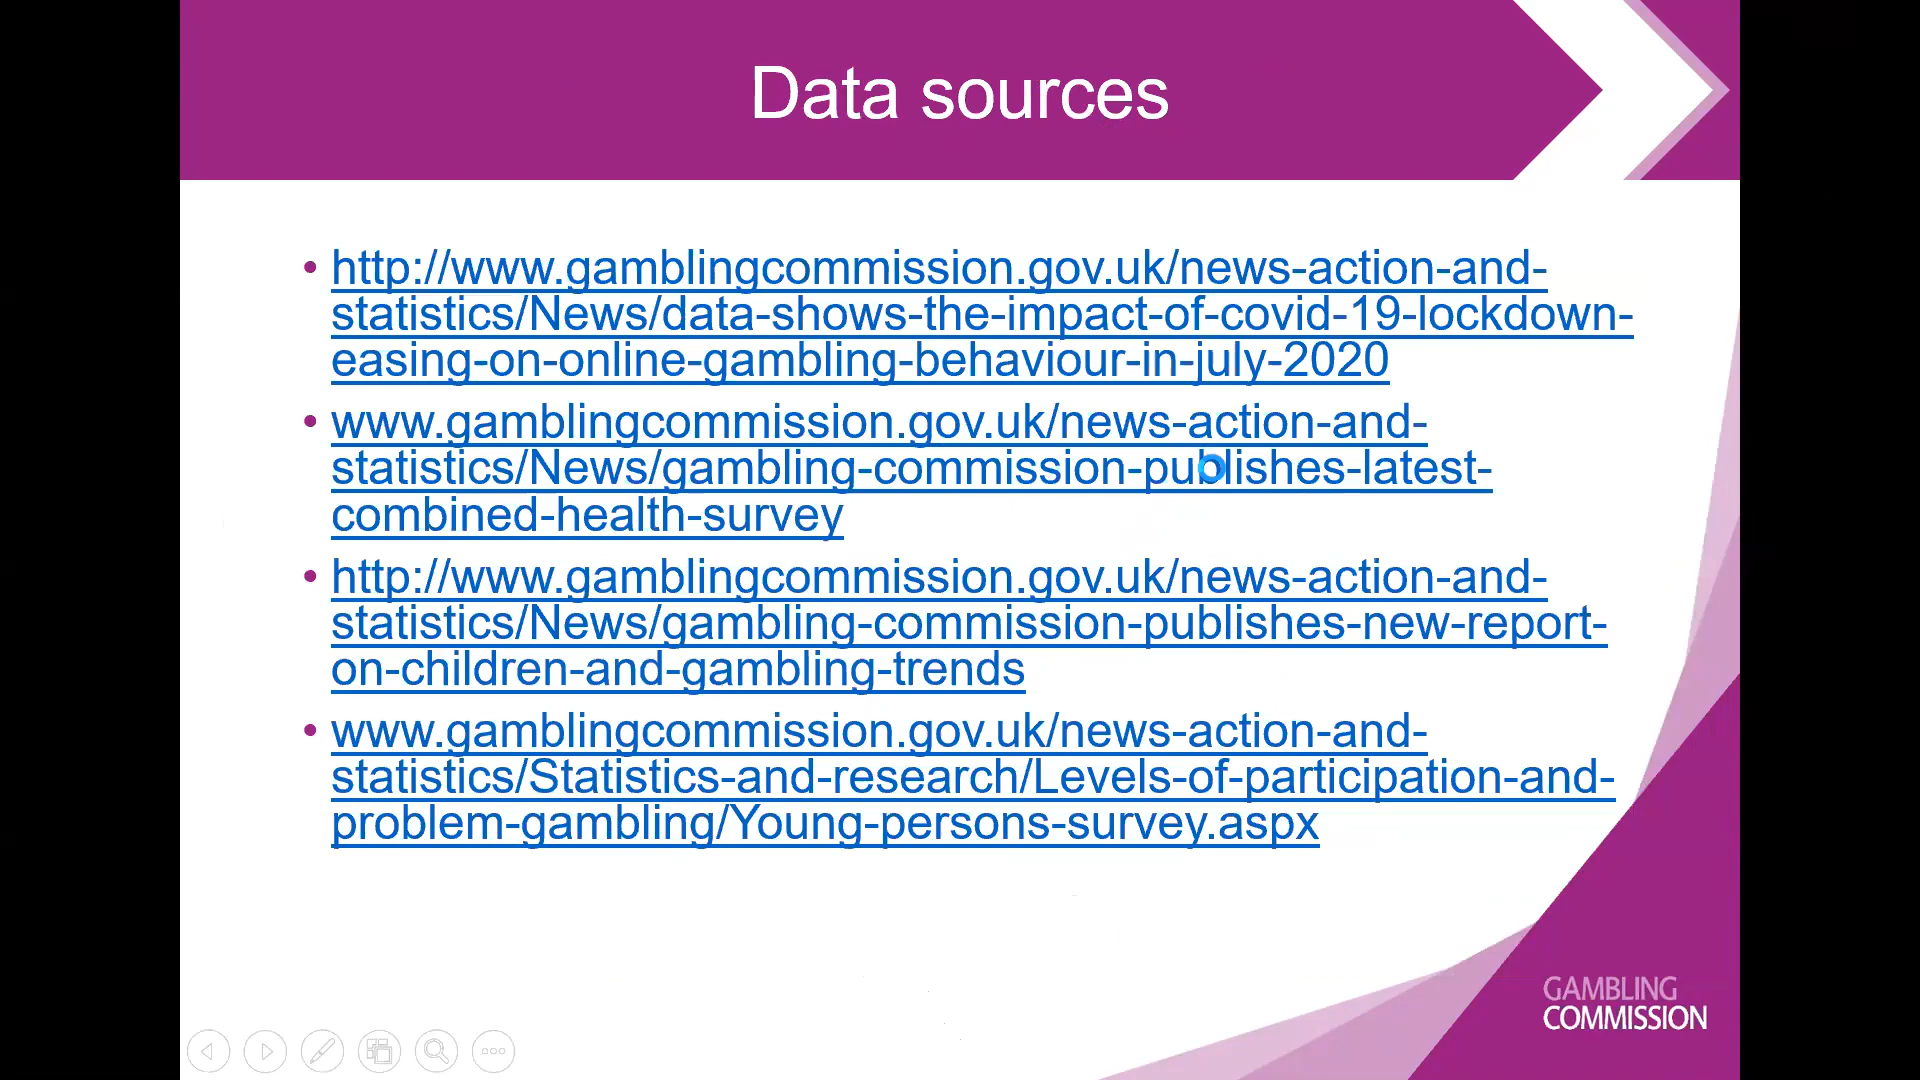 Data sources
• http://www.gamblingcommission.gov.uk/news-action-and-
statistics/News/data-shows-the-impact-of-covid-19-lockdown-
easing-on-online-gambling-behaviour-in-july-2020
• www.gamblingcommission.gov.uk/news-action-and-
statistics/News/gambling-commission-publishes-latest-
combined-health-survey
• http://www.gamblingcommission.gov.uk/news-action-and-
statistics/News/gambling-commission-publishes-new-report-
on-children-and-gambling-trends
• www.gamblingcommission.gov.uk/news-action-and-
statistics/Statistics-and-research/Levels-of-participation-and-
problem-gambling/Young-persons-survey.aspx
GAMBLING
COMMISSION